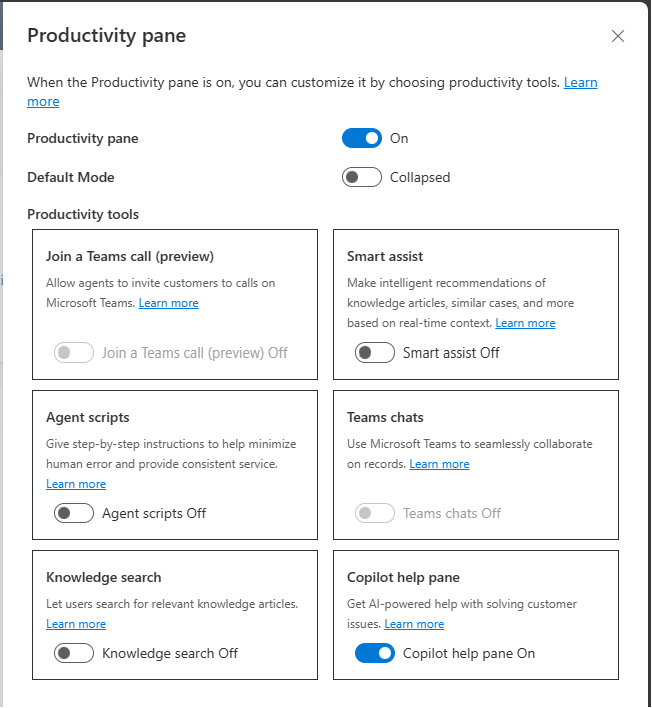 Productivity pane
When the Productivity pane is on, you can customize it by choosing productivity tools. Learn
more
Productivity pane
On
Default Mode
Collapsed
Productivity tools
Join a Teams call (preview)
Allow agents to invite customers to calls on
Microsoft Teams. Learn more
Join a Teams call (preview) Off
Smart assist
Make intelligent recommendations of
knowledge articles, similar cases, and more
based on real-time context. Learn more
Smart assist Off
Agent scripts
Give step-by-step instructions to help minimize
human error and provide consistent service.
Learn more
Agent scripts Off
Teams chats
Use Microsoft Teams to seamlessly collaborate
on records. Learn more
Teams chats Off
Knowledge search
Let users search for relevant knowledge articles.
Learn more
Knowledge search Off
Copilot help pane
Get AI-powered help with solving customer
issues. Learn more
Copilot help pane On